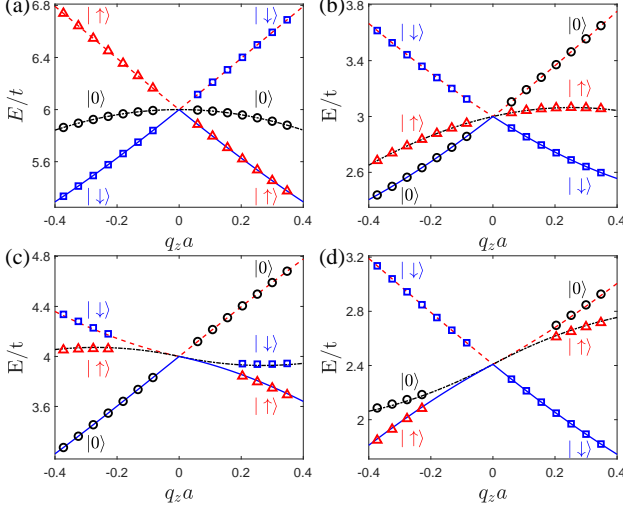 (a)
6.8
6.4
6
5.6
E/t
|↑⟩
|↓⟩
|0⟩
|0⟩
|↓⟩
|↑⟩
-0.4 -0.2 0 0.2 0.4
q_z a
(b)
3.8
3.4
3
2.6
E/t
|↓⟩
|0⟩
|↑⟩
|↑⟩
|0⟩
|↓⟩
-0.4 -0.2 0 0.2 0.4
q_z a
(c)
4.8
4.4
4
3.6
E/t
|0⟩
|↓⟩
|↓⟩
|↑⟩
|↑⟩
|0⟩
-0.4 -0.2 0 0.2 0.4
q_z a
(d)
3.2
2.8
2.4
2
E/t
|↓⟩
|0⟩
|↑⟩
|0⟩
|↑⟩
|↓⟩
-0.4 -0.2 0 0.2 0.4
q_z a